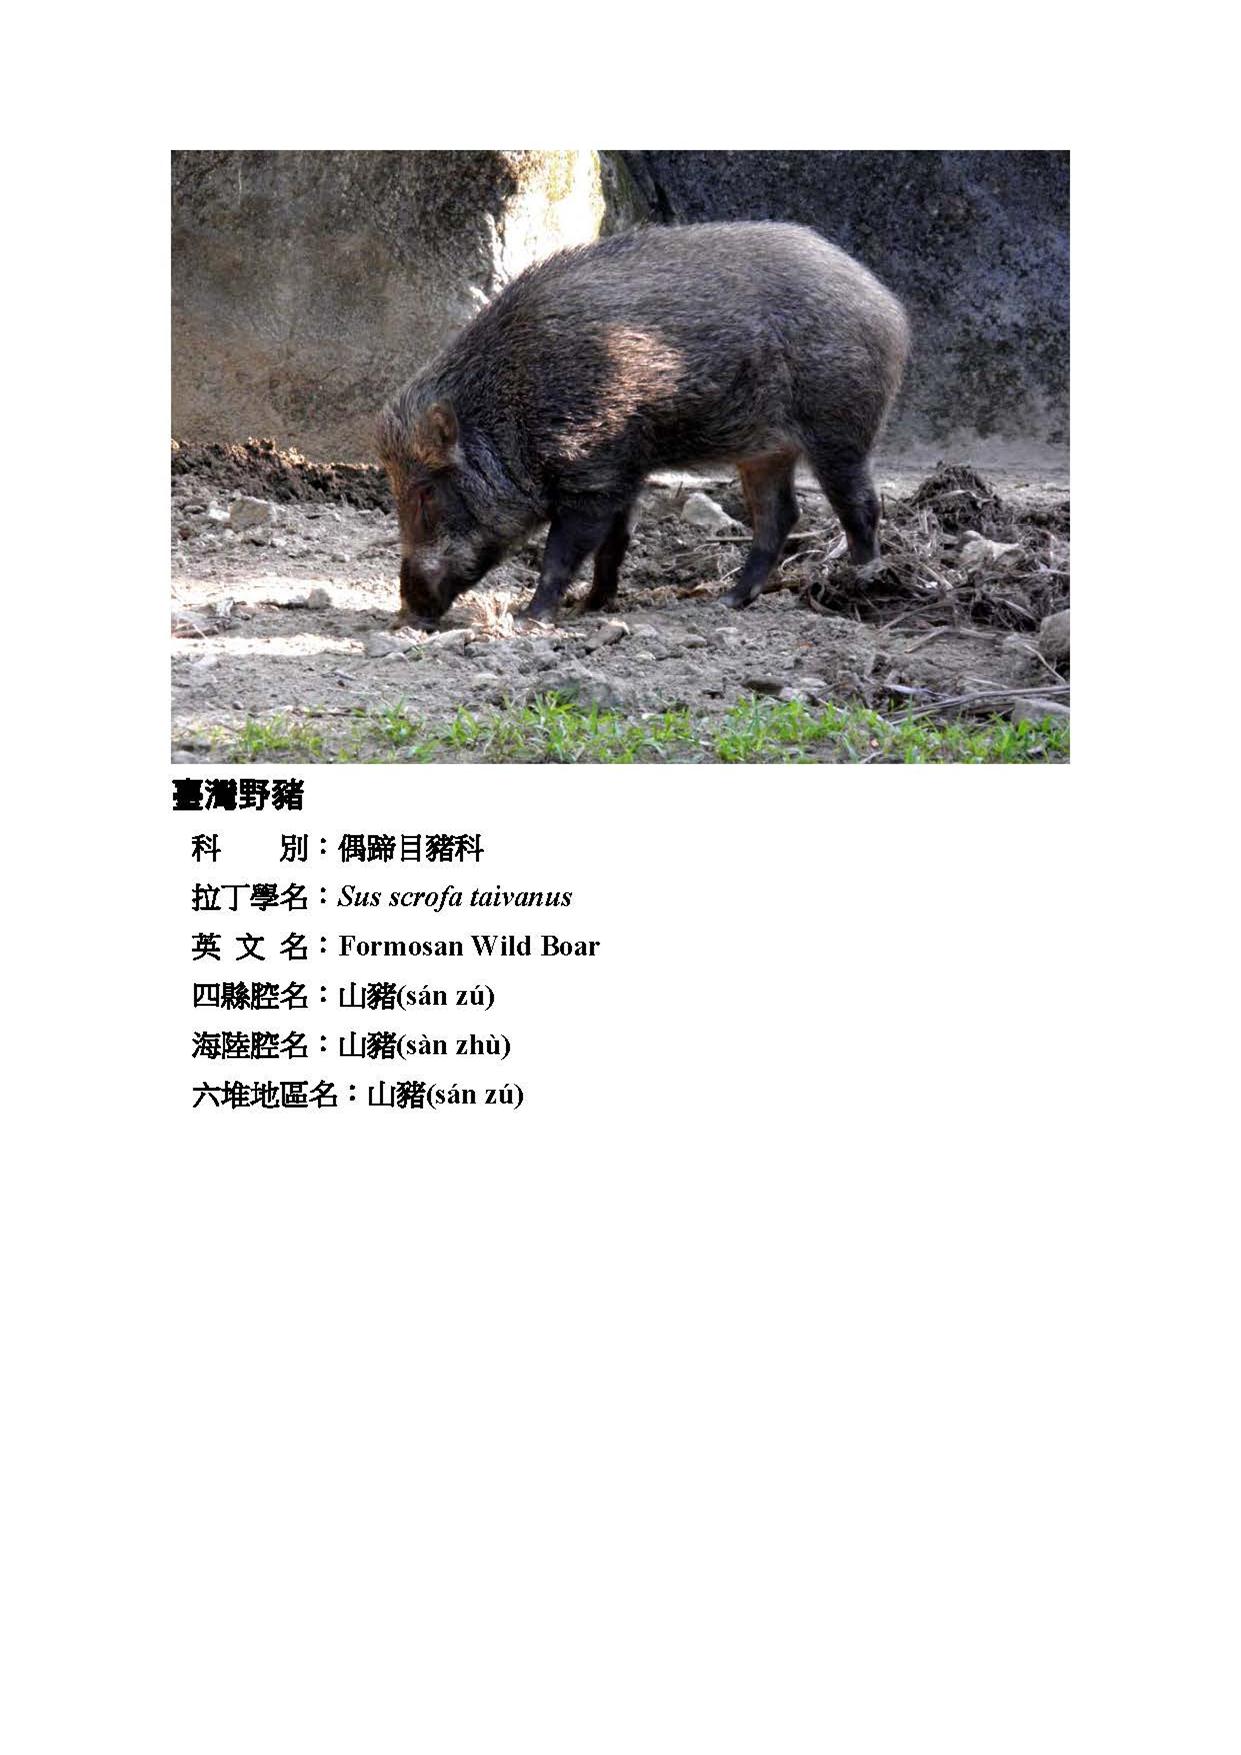 臺灣野豬
科　　別：偶蹄目豬科
拉丁學名：Sus scrofa taivanus
英 文 名：Formosan Wild Boar
四縣腔名：山豬(sán zú)
海陸腔名：山豬(sàn zhù)
六堆地區名：山豬(sán zú)